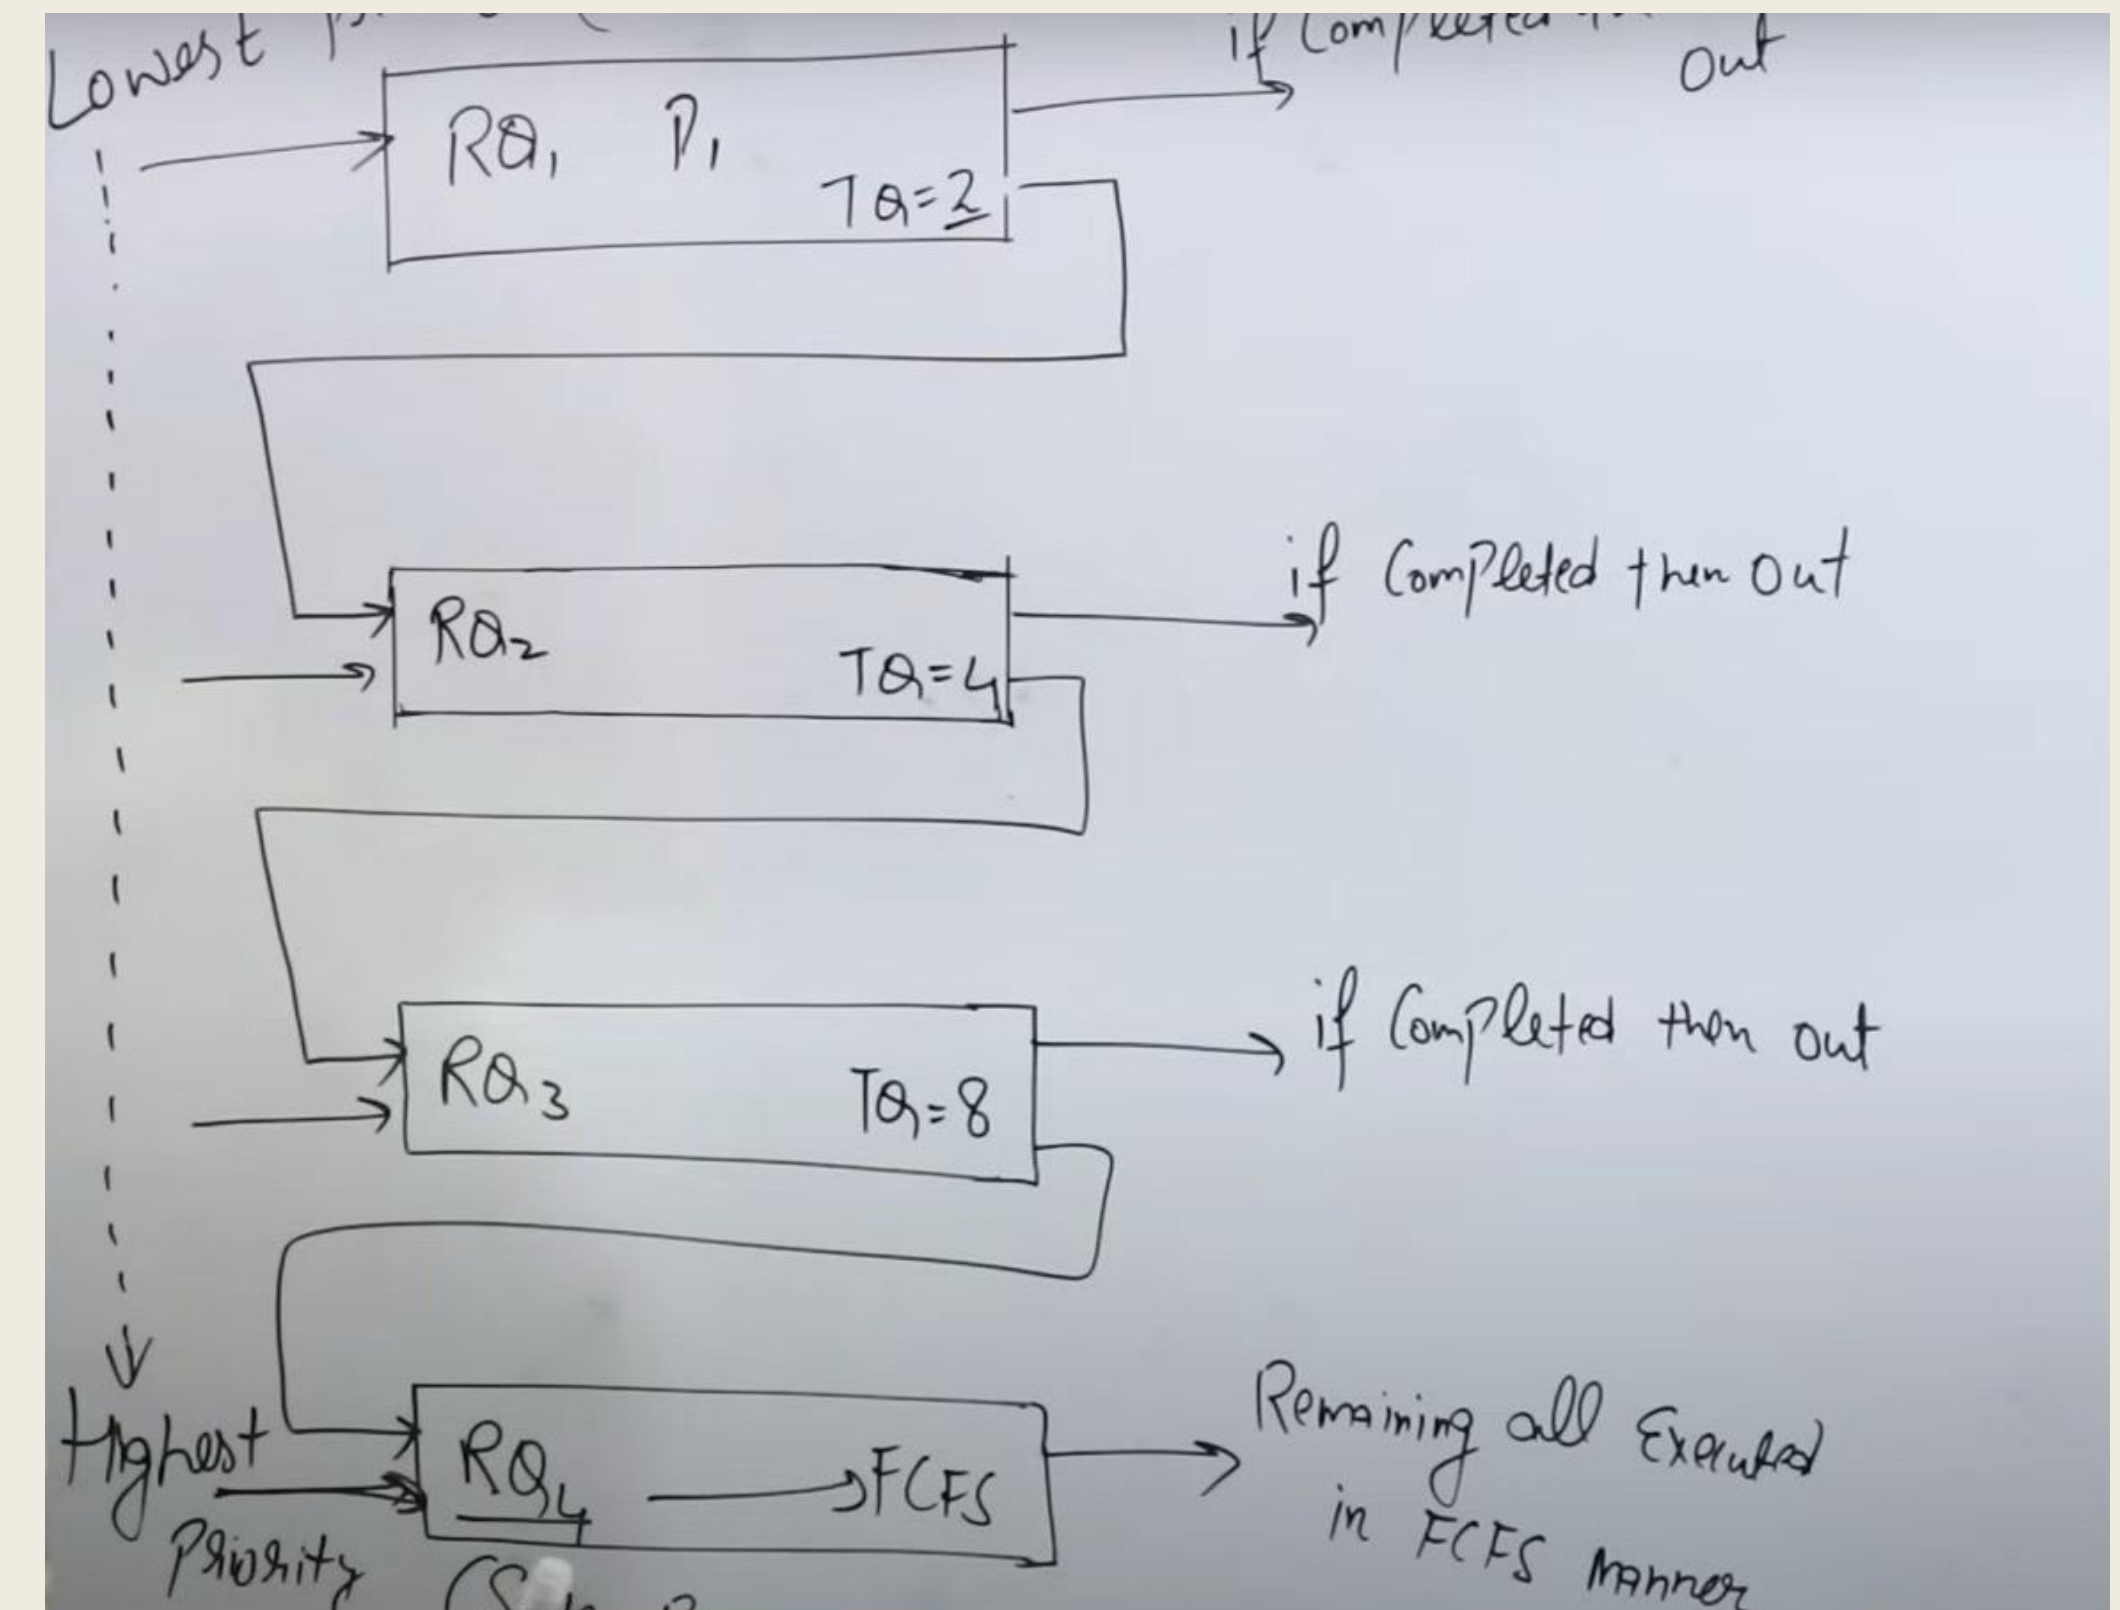 Lowest
if Completed
out
RQ1 P1
TQ=2
RQ2
TQ=4
if Completed then out
RQ3
TQ=8
if Completed then out
Highest
Priority
RQ4 → FCFS
Remaining all Executed
in FCFS manner